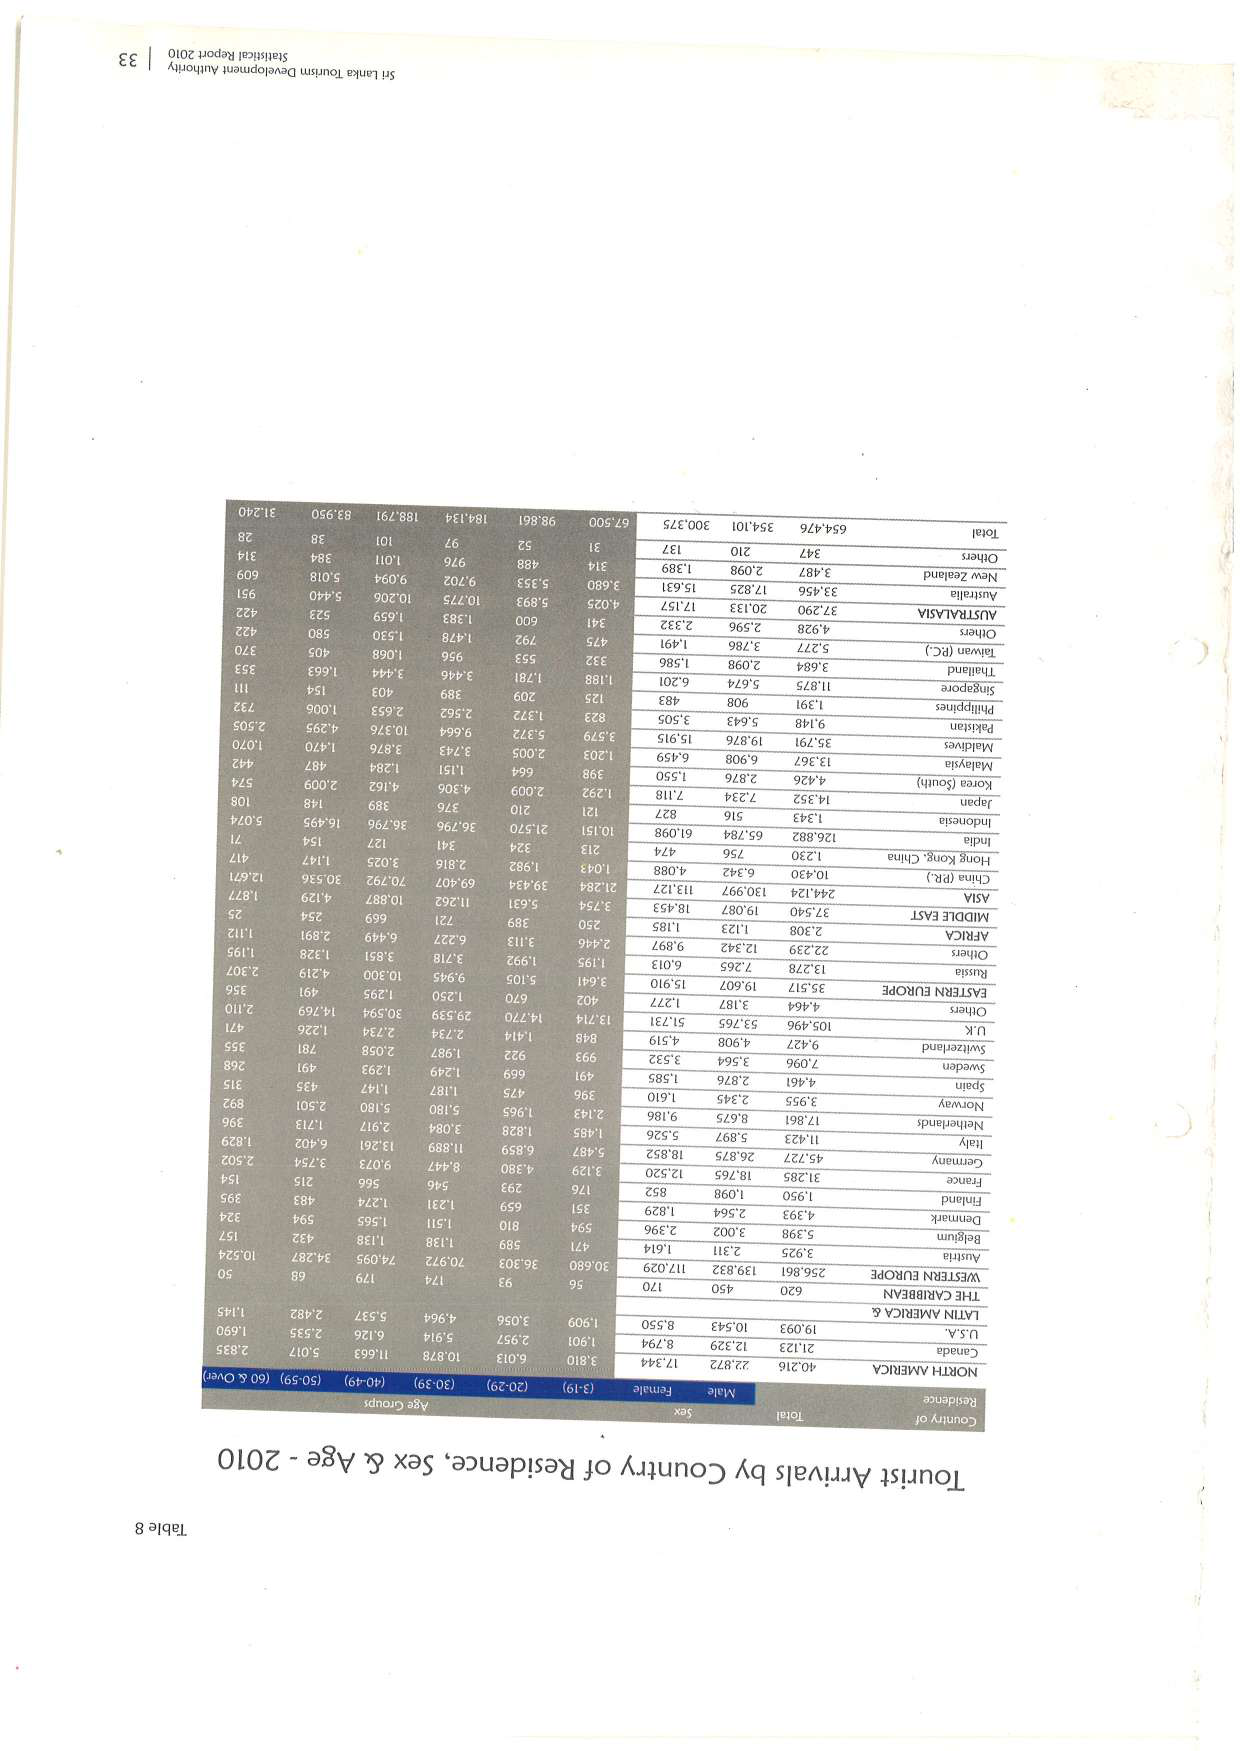 Table 8
Tourist Arrivals by Country of Residence, Sex & Age - 2010
Country of Residence Total Sex Age Groups
Male Female (3-19) (20-29) (30-39) (40-49) (50-59) (60 & Over)
NORTH AMERICA 40,216 22,872 17,344 3,810 6,013 10,878 11,663 5,017 2,835
Canada 21,123 12,329 8,794 1,901 2,957 5,914 6,126 2,535 1,690
U.S.A. 19,093 10,543 8,550 1,909 3,056 4,964 5,537 2,482 1,145
LATIN AMERICA &
THE CARIBBEAN 620 450 170 56 93 174 179 68 50
WESTERN EUROPE 256,861 139,832 117,029 30,680 36,303 70,972 74,095 34,287 10,524
Austria 3,925 2,311 1,614 471 589 1,138 1,138 432 157
Belgium 5,398 3,002 2,396 594 810 1,511 1,565 594 324
Denmark 4,393 2,564 1,829 351 659 1,231 1,274 483 395
Finland 1,950 1,098 852 176 293 546 566 215 154
France 31,285 18,765 12,520 3,129 4,380 8,447 9,073 3,754 2,502
Germany 45,727 26,875 18,852 5,487 6,859 11,889 13,261 6,402 1,829
Italy 11,423 5,897 5,526 1,485 1,828 3,084 2,917 1,713 396
Netherlands 17,861 8,675 9,186 2,143 1,965 5,180 5,180 2,501 892
Norway 3,955 2,345 1,610 396 475 1,187 1,147 435 315
Spain 4,461 2,876 1,585 491 669 1,249 1,293 491 268
Sweden 7,096 3,564 3,532 993 922 1,987 2,058 781 355
Switzerland 9,427 4,908 4,519 848 1,414 2,734 2,734 1,226 471
U.K 105,496 53,765 51,731 13,714 14,770 29,539 30,594 14,769 2,110
Others 4,464 3,187 1,277 402 670 1,250 1,295 491 356
EASTERN EUROPE 35,517 19,607 15,910 3,641 5,105 9,945 10,300 4,219 2,307
Russia 13,278 7,265 6,013 1,195 1,992 3,718 3,851 1,328 1,195
Others 22,239 12,342 9,897 2,446 3,113 6,227 6,449 2,891 1,112
AFRICA 2,308 1,123 1,185 250 389 721 669 254 25
MIDDLE EAST 37,540 19,087 18,453 3,754 5,631 11,262 10,887 4,129 1,877
ASIA 244,124 130,997 113,127 21,284 39,434 69,407 70,792 30,536 12,671
China (P.R.) 10,430 6,342 4,088 1,043 1,982 2,816 3,025 1,147 417
Hong Kong, China 1,230 756 474 213 324 341 127 154 71
India 126,882 65,784 61,098 10,151 21,570 36,796 36,796 16,495 5,074
Indonesia 1,343 516 827 121 210 376 389 148 108
Japan 14,352 7,234 7,118 1,292 2,009 4,306 4,162 2,009 574
Korea (South) 4,426 2,876 1,550 398 664 1,151 1,284 487 442
Malaysia 13,367 6,908 6,459 1,203 2,005 3,743 3,876 1,470 1,070
Maldives 35,791 19,876 15,915 3,579 5,372 9,664 10,376 4,295 2,505
Pakistan 9,148 5,643 3,505 823 1,372 2,562 2,653 1,006 732
Philippines 1,391 908 483 125 209 389 403 154 111
Singapore 11,875 5,674 6,201 1,188 1,781 3,446 3,444 1,663 353
Thailand 3,684 2,098 1,586 332 553 956 1,068 405 370
Taiwan (P.C.) 5,277 3,786 1,491 475 792 1,478 1,530 580 422
Others 4,928 2,596 2,332 341 600 1,383 1,659 523 422
AUSTRALASIA 37,290 20,133 17,157 4,025 5,893 10,775 10,206 5,440 951
Australia 33,456 17,825 15,631 3,680 5,353 9,702 9,094 5,018 609
New Zealand 3,487 2,098 1,389 314 488 976 1,011 384 314
Others 347 210 137 31 52 97 101 38 28
Total 654,476 354,101 300,375 67,500 98,861 184,134 188,791 83,950 31,240
Sri Lanka Tourism Development Authority
Statistical Report 2010 | 33